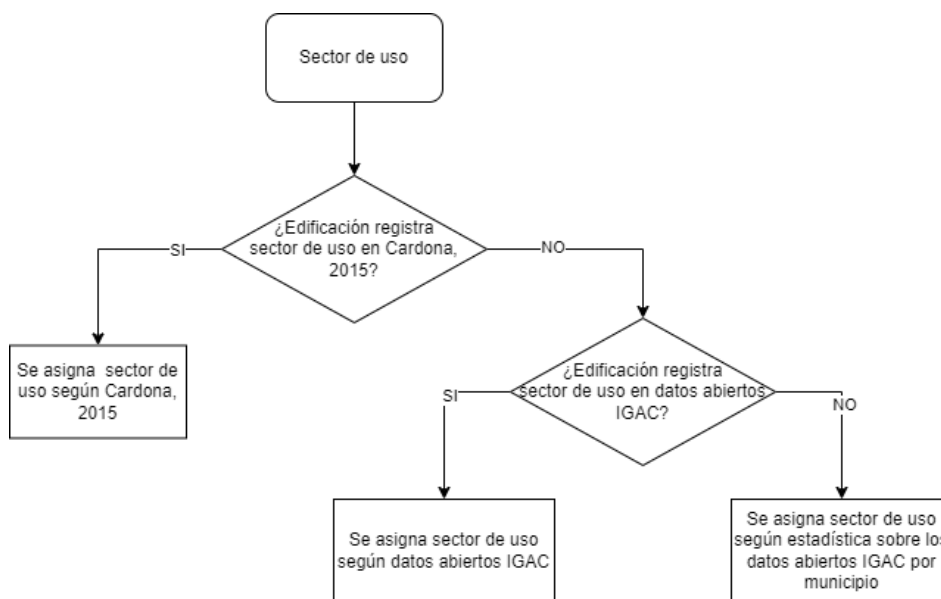 Sector de uso
¿Edificación registra
sector de uso en Cardona,
2015?
SI
NO
Se asigna sector de
uso según Cardona,
2015
¿Edificación registra
sector de uso en datos abiertos
IGAC?
SI
NO
Se asigna sector de uso
según datos abiertos IGAC
Se asigna sector de uso
según estadística sobre los
datos abiertos IGAC por
municipio